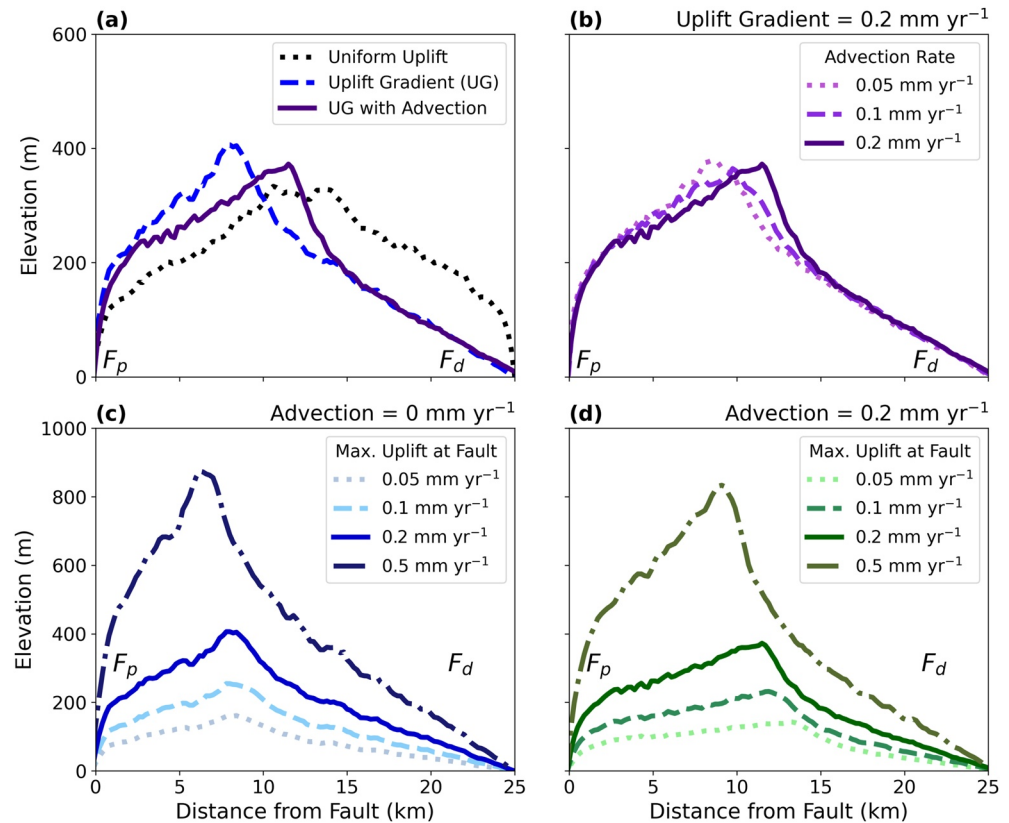 (a)
600
400
200
0
Elevation (m)
Uniform Uplift
Uplift Gradient (UG)
UG with Advection
Fₚ
F_d
(b)
Uplift Gradient = 0.2 mm yr⁻¹
Advection Rate
0.05 mm yr⁻¹
0.1 mm yr⁻¹
0.2 mm yr⁻¹
Fₚ
F_d
(c)
Advection = 0 mm yr⁻¹
1000
800
600
400
200
0
Elevation (m)
Max. Uplift at Fault
0.05 mm yr⁻¹
0.1 mm yr⁻¹
0.2 mm yr⁻¹
0.5 mm yr⁻¹
Fₚ
F_d
0 5 10 15 20 25
Distance from Fault (km)
(d)
Advection = 0.2 mm yr⁻¹
Max. Uplift at Fault
0.05 mm yr⁻¹
0.1 mm yr⁻¹
0.2 mm yr⁻¹
0.5 mm yr⁻¹
Fₚ
F_d
0 5 10 15 20 25
Distance from Fault (km)